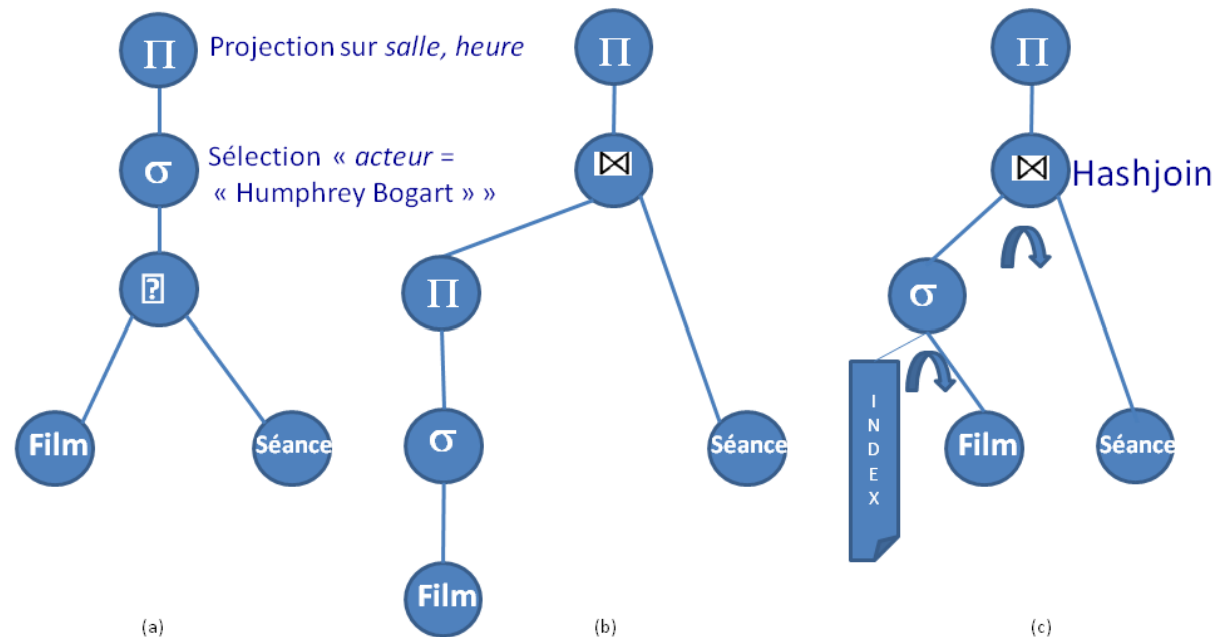 Π
Projection sur salle, heure
σ
Sélection « acteur =
« Humphrey Bogart » »
?
Film
Séance
(a)
Π
⋈
Π
σ
Film
Séance
(b)
Π
⋈
Hashjoin
σ
INDEX
Film
Séance
(c)